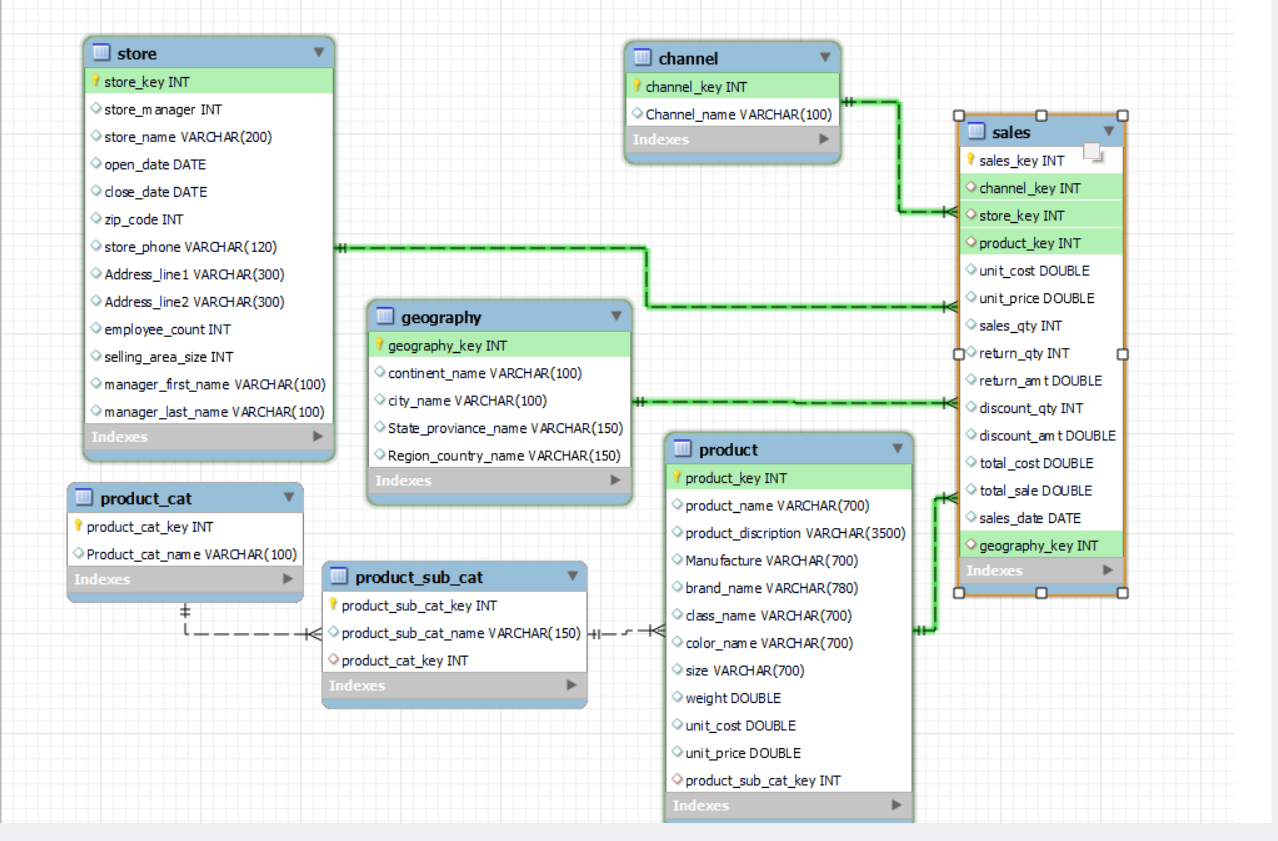 store
store_key INT
store_manager INT
store_name VARCHAR(200)
open_date DATE
close_date DATE
zip_code INT
store_phone VARCHAR(120)
Address_line1 VARCHAR(300)
Address_line2 VARCHAR(300)
employee_count INT
selling_area_size INT
manager_first_name VARCHAR(100)
manager_last_name VARCHAR(100)
Indexes
channel
channel_key INT
Channel_name VARCHAR(100)
Indexes
sales
sales_key INT
channel_key INT
store_key INT
product_key INT
unit_cost DOUBLE
unit_price DOUBLE
sales_qty INT
return_qty INT
return_amt DOUBLE
discount_qty INT
discount_amt DOUBLE
total_cost DOUBLE
total_sale DOUBLE
sales_date DATE
geography_key INT
Indexes
geography
geography_key INT
continent_name VARCHAR(100)
city_name VARCHAR(100)
State_proviance_name VARCHAR(150)
Region_country_name VARCHAR(150)
Indexes
product
product_key INT
product_name VARCHAR(700)
product_discription VARCHAR(3500)
Manufacture VARCHAR(700)
brand_name VARCHAR(780)
class_name VARCHAR(700)
color_name VARCHAR(700)
size VARCHAR(700)
weight DOUBLE
unit_cost DOUBLE
unit_price DOUBLE
product_sub_cat_key INT
Indexes
product_cat
product_cat_key INT
Product_cat_name VARCHAR(100)
Indexes
product_sub_cat
product_sub_cat_key INT
product_sub_cat_name VARCHAR(150)
product_cat_key INT
Indexes